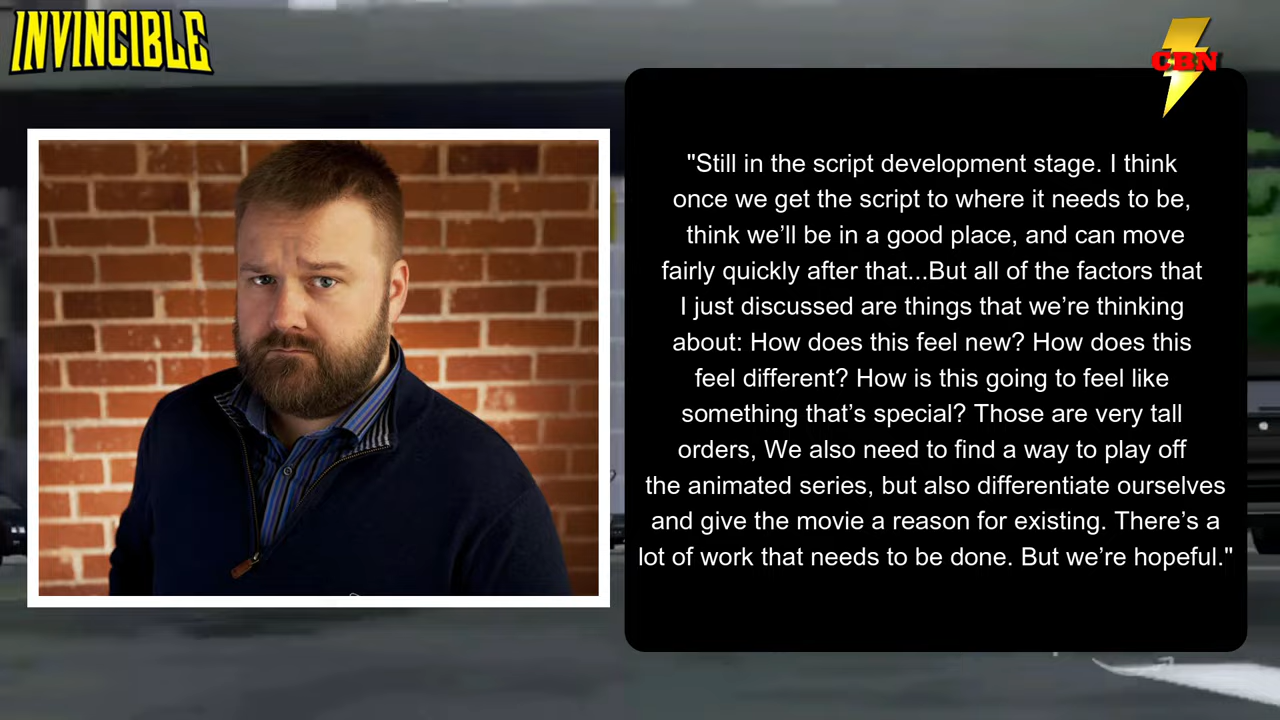 INVINCIBLE
CBN
"Still in the script development stage. I think
once we get the script to where it needs to be,
think we’ll be in a good place, and can move
fairly quickly after that...But all of the factors that
I just discussed are things that we’re thinking
about: How does this feel new? How does this
feel different? How is this going to feel like
something that’s special? Those are very tall
orders, We also need to find a way to play off
the animated series, but also differentiate ourselves
and give the movie a reason for existing. There’s a
lot of work that needs to be done. But we’re hopeful."